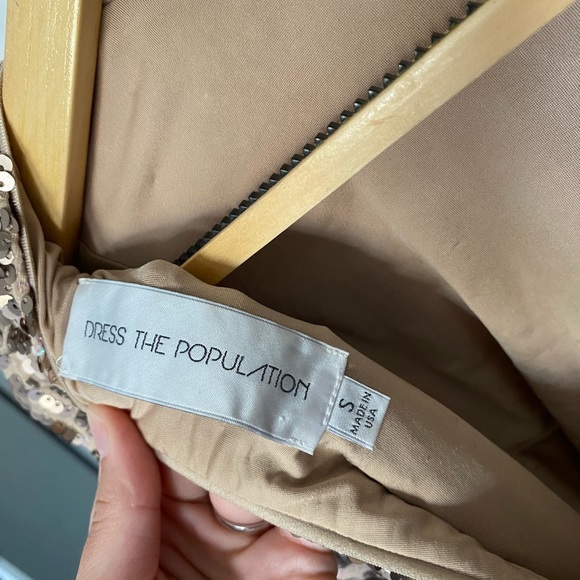 DRESS THE POPULATION
S
MADE IN
USA